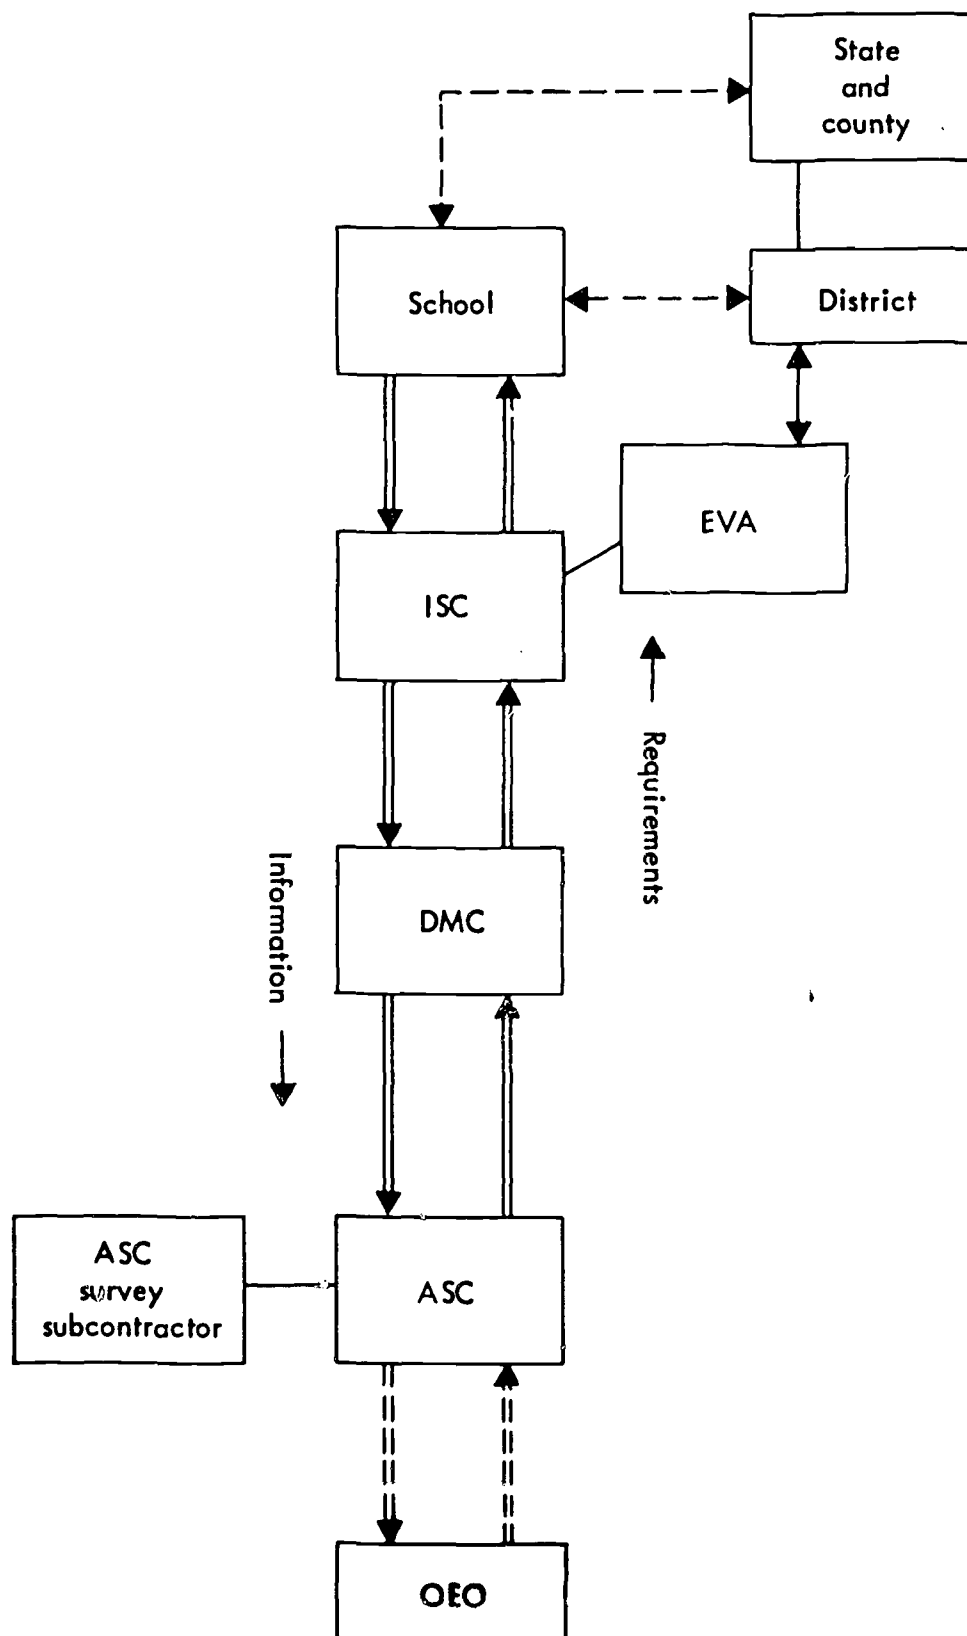 State
and
county
School
District
EVA
ISC
Requirements
DMC
Information
ASC
survey
subcontractor
ASC
OEO